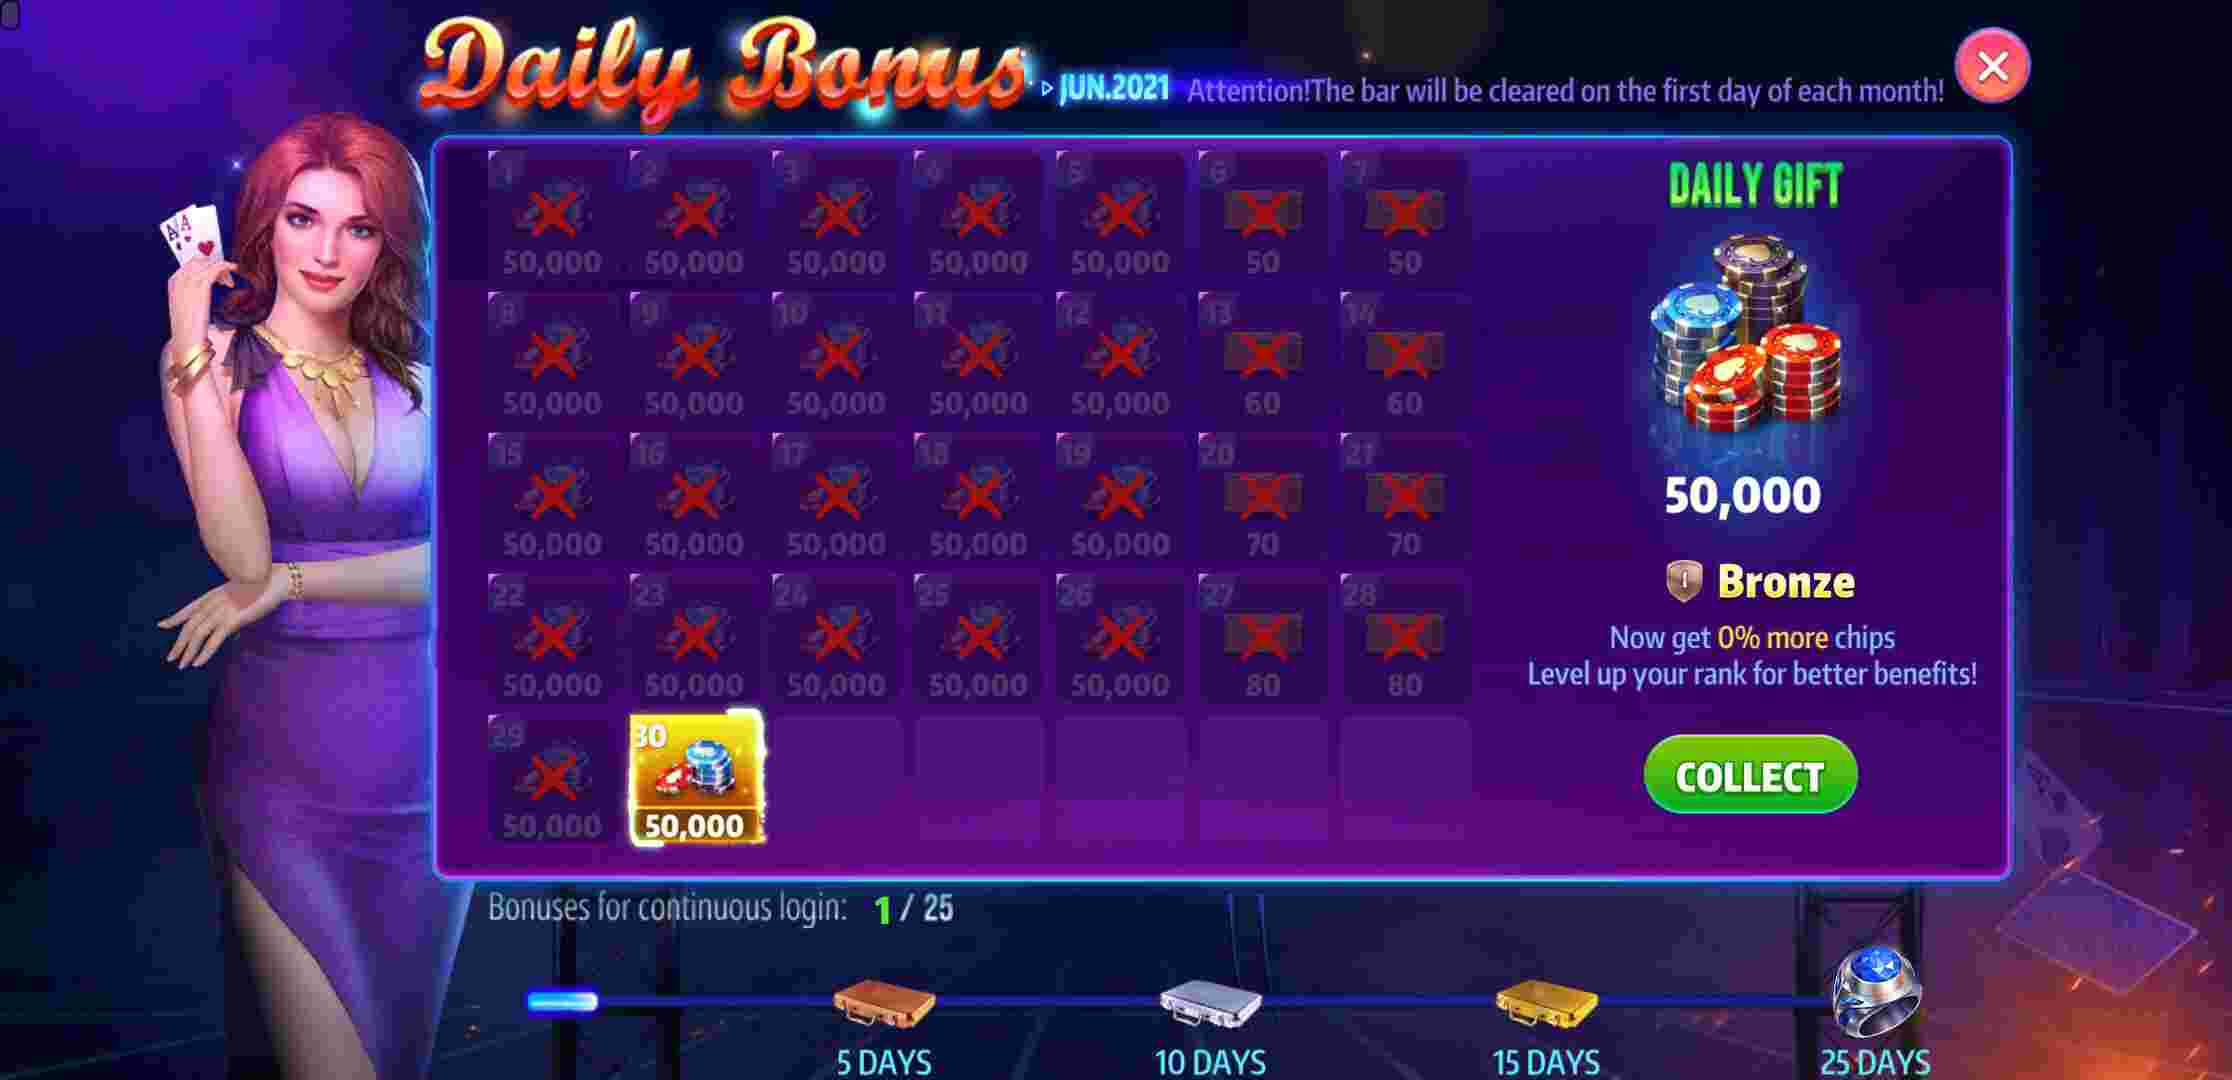 Daily Bonus
JUN.2021
Attention!The bar will be cleared on the first day of each month!
1 2 3 4 5 6 7
50,000 50,000 50,000 50,000 50,000 50 50
8 9 10 11 12 13 14
50,000 50,000 50,000 50,000 50,000 60 60
15 16 17 18 19 20 21
50,000 50,000 50,000 50,000 50,000 70 70
22 23 24 25 26 27 28
50,000 50,000 50,000 50,000 50,000 80 80
29 30
50,000 50,000
DAILY GIFT
50,000
Bronze
Now get 0% more chips
Level up your rank for better benefits!
COLLECT
Bonuses for continuous login: 1 / 25
5 DAYS 10 DAYS 15 DAYS 25 DAYS
A A